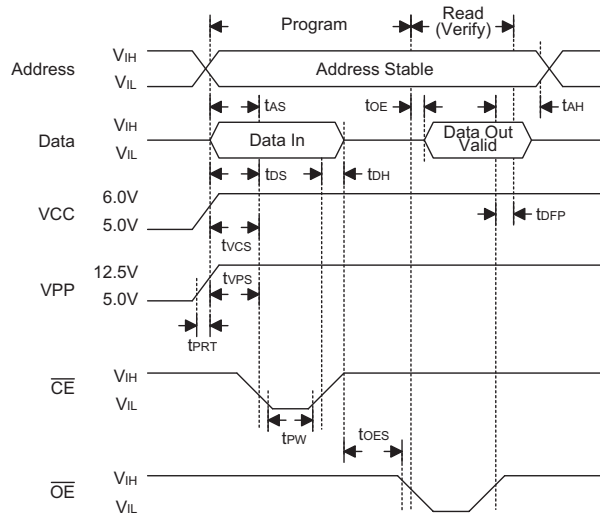 Program
Read
(Verify)
Address
VIH
VIL
Address Stable
tAS
tOE
tAH
Data
VIH
VIL
Data In
Data Out
Valid
tDS
tDH
tDFP
VCC
6.0V
5.0V
tVCS
VPP
12.5V
5.0V
tVPS
tPRT
CE
VIH
VIL
tPW
tOES
OE
VIH
VIL